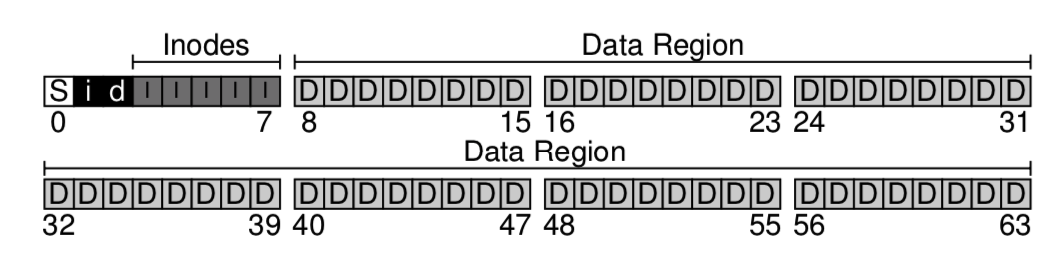 Inodes Data Region
S i d I I I I I D D D D D D D D D D D D D D D D D D D D D D D D
0 7 8 15 16 23 24 31
Data Region
D D D D D D D D D D D D D D D D D D D D D D D D D D D D D D D D
32 39 40 47 48 55 56 63